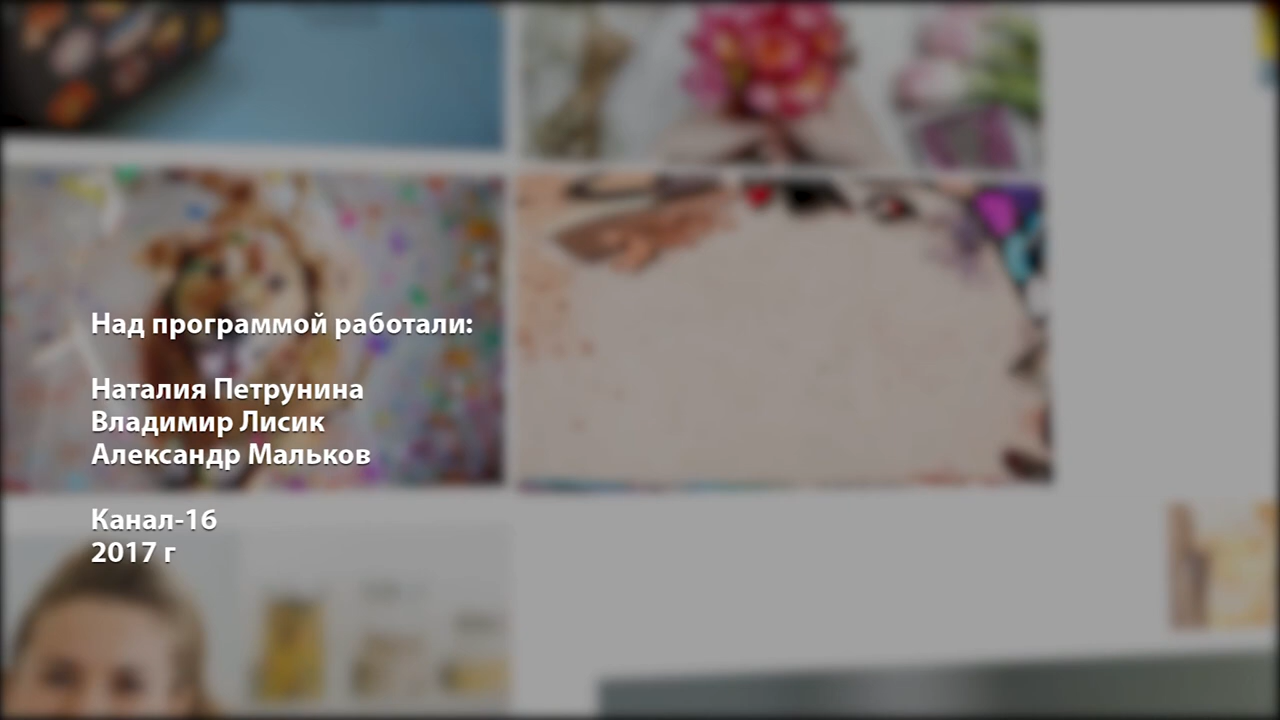 Над программой работали:
Наталия Петрунина
Владимир Лисик
Александр Мальков
Канал-16
2017 г